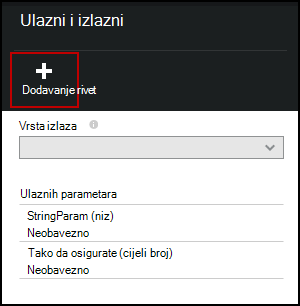 Ulazni i izlazni
Dodavanje rivet
Vrsta izlaza
Ulaznih parametara
StringParam (niz)
Neobavezno
Tako da osigurate (cijeli broj)
Neobavezno